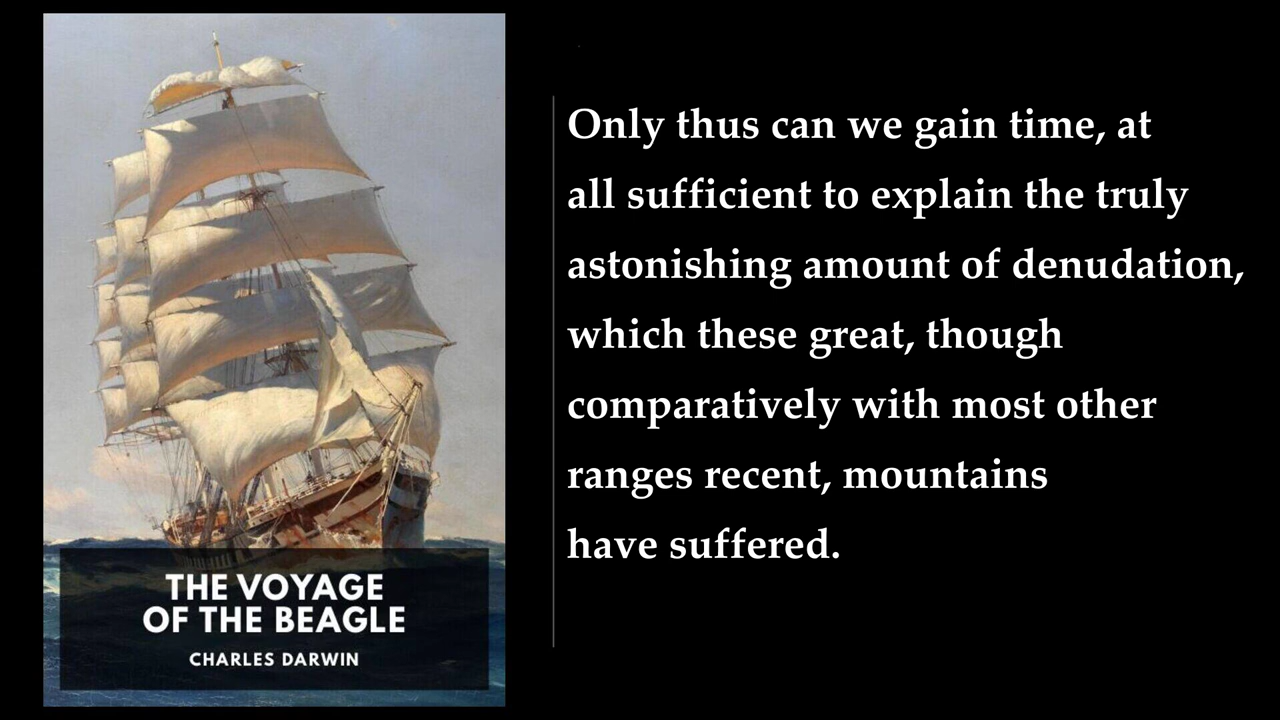 THE VOYAGE
OF THE BEAGLE
CHARLES DARWIN
Only thus can we gain time, at
all sufficient to explain the truly
astonishing amount of denudation,
which these great, though
comparatively with most other
ranges recent, mountains
have suffered.